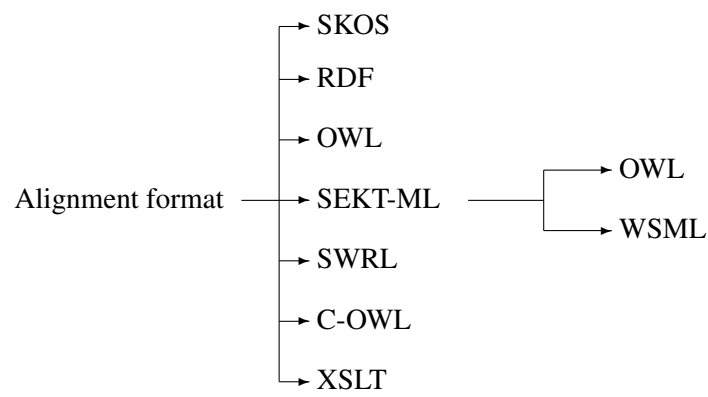 SKOS
RDF
OWL
OWL
Alignment format
SEKT-ML
WSML
SWRL
C-OWL
XSLT